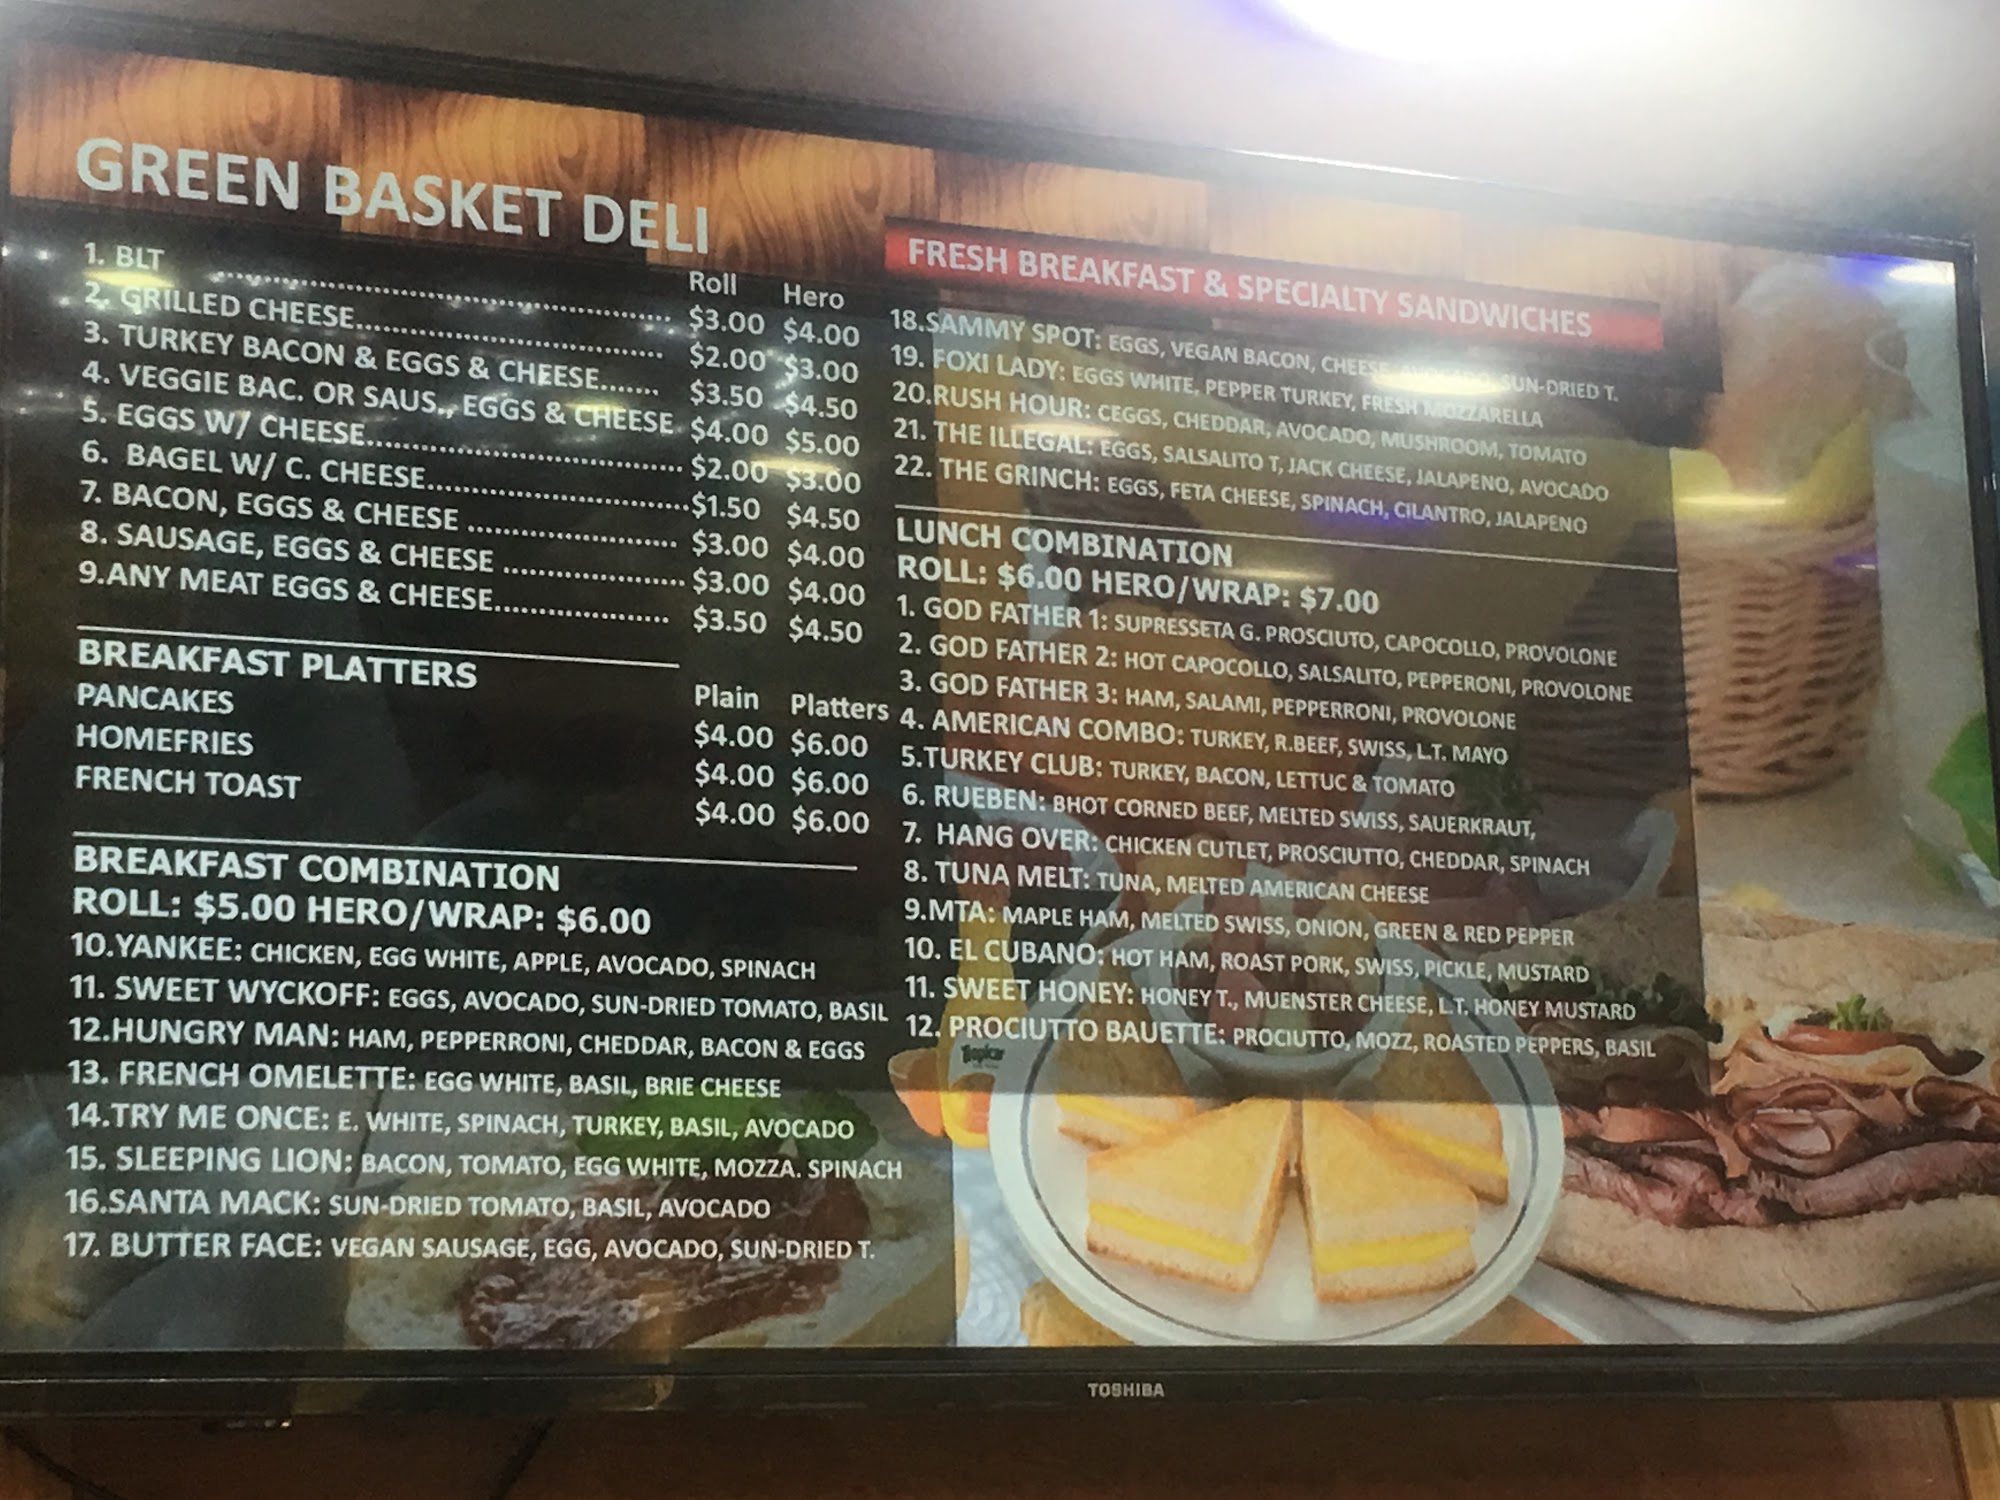 GREEN BASKET DELI
Roll Hero
1. BLT ........ $3.00 $4.00
2. GRILLED CHEESE........ $2.00 $3.00
3. TURKEY BACON & EGGS & CHEESE....... $3.50 $4.50
4. VEGGIE BAC. OR SAUS., EGGS & CHEESE $4.00 $5.00
5. EGGS W/ CHEESE........ $2.00 $3.00
6. BAGEL W/ C. CHEESE........ $1.50 $4.50
7. BACON, EGGS & CHEESE ........ $3.00 $4.00
8. SAUSAGE, EGGS & CHEESE ........ $3.00 $4.00
9.ANY MEAT EGGS & CHEESE........ $3.50 $4.50
BREAKFAST PLATTERS
Plain Platters
PANCAKES $4.00 $6.00
HOMEFRIES $4.00 $6.00
FRENCH TOAST $4.00 $6.00
BREAKFAST COMBINATION
ROLL: $5.00 HERO/WRAP: $6.00
10.YANKEE: CHICKEN, EGG WHITE, APPLE, AVOCADO, SPINACH
11. SWEET WYCKOFF: EGGS, AVOCADO, SUN-DRIED TOMATO, BASIL
12.HUNGRY MAN: HAM, PEPPERRONI, CHEDDAR, BACON & EGGS
13. FRENCH OMELETTE: EGG WHITE, BASIL, BRIE CHEESE
14.TRY ME ONCE: E. WHITE, SPINACH, TURKEY, BASIL, AVOCADO
15. SLEEPING LION: BACON, TOMATO, EGG WHITE, MOZZA. SPINACH
16.SANTA MACK: SUN-DRIED TOMATO, BASIL, AVOCADO
17. BUTTER FACE: VEGAN SAUSAGE, EGG, AVOCADO, SUN-DRIED T.
FRESH BREAKFAST & SPECIALTY SANDWICHES
18.SAMMY SPOT: EGGS, VEGAN BACON, CHEESE, AVOCADO, SUN-DRIED T.
19. FOXI LADY: EGGS WHITE, PEPPER TURKEY, FRESH MOZZARELLA
20.RUSH HOUR: CEGGS, CHEDDAR, AVOCADO, MUSHROOM, TOMATO
21. THE ILLEGAL: EGGS, SALSALITO T, JACK CHEESE, JALAPENO, AVOCADO
22. THE GRINCH: EGGS, FETA CHEESE, SPINACH, CILANTRO, JALAPENO
LUNCH COMBINATION
ROLL: $6.00 HERO/WRAP: $7.00
1. GOD FATHER 1: SUPRESSETA G. PROSCIUTO, CAPOCOLLO, PROVOLONE
2. GOD FATHER 2: HOT CAPOCOLLO, SALSALITO, PEPPERONI, PROVOLONE
3. GOD FATHER 3: HAM, SALAMI, PEPPERRONI, PROVOLONE
4. AMERICAN COMBO: TURKEY, R.BEEF, SWISS, L.T. MAYO
5.TURKEY CLUB: TURKEY, BACON, LETTUC & TOMATO
6. RUEBEN: BHOT CORNED BEEF, MELTED SWISS, SAUERKRAUT,
7. HANG OVER: CHICKEN CUTLET, PROSCIUTTO, CHEDDAR, SPINACH
8. TUNA MELT: TUNA, MELTED AMERICAN CHEESE
9.MTA: MAPLE HAM, MELTED SWISS, ONION, GREEN & RED PEPPER
10. EL CUBANO: HOT HAM, ROAST PORK, SWISS, PICKLE, MUSTARD
11. SWEET HONEY: HONEY T., MUENSTER CHEESE, L.T. HONEY MUSTARD
12. PROCIUTTO BAUETTE: PROCIUTTO, MOZZ, ROASTED PEPPERS, BASIL
TOSHIBA